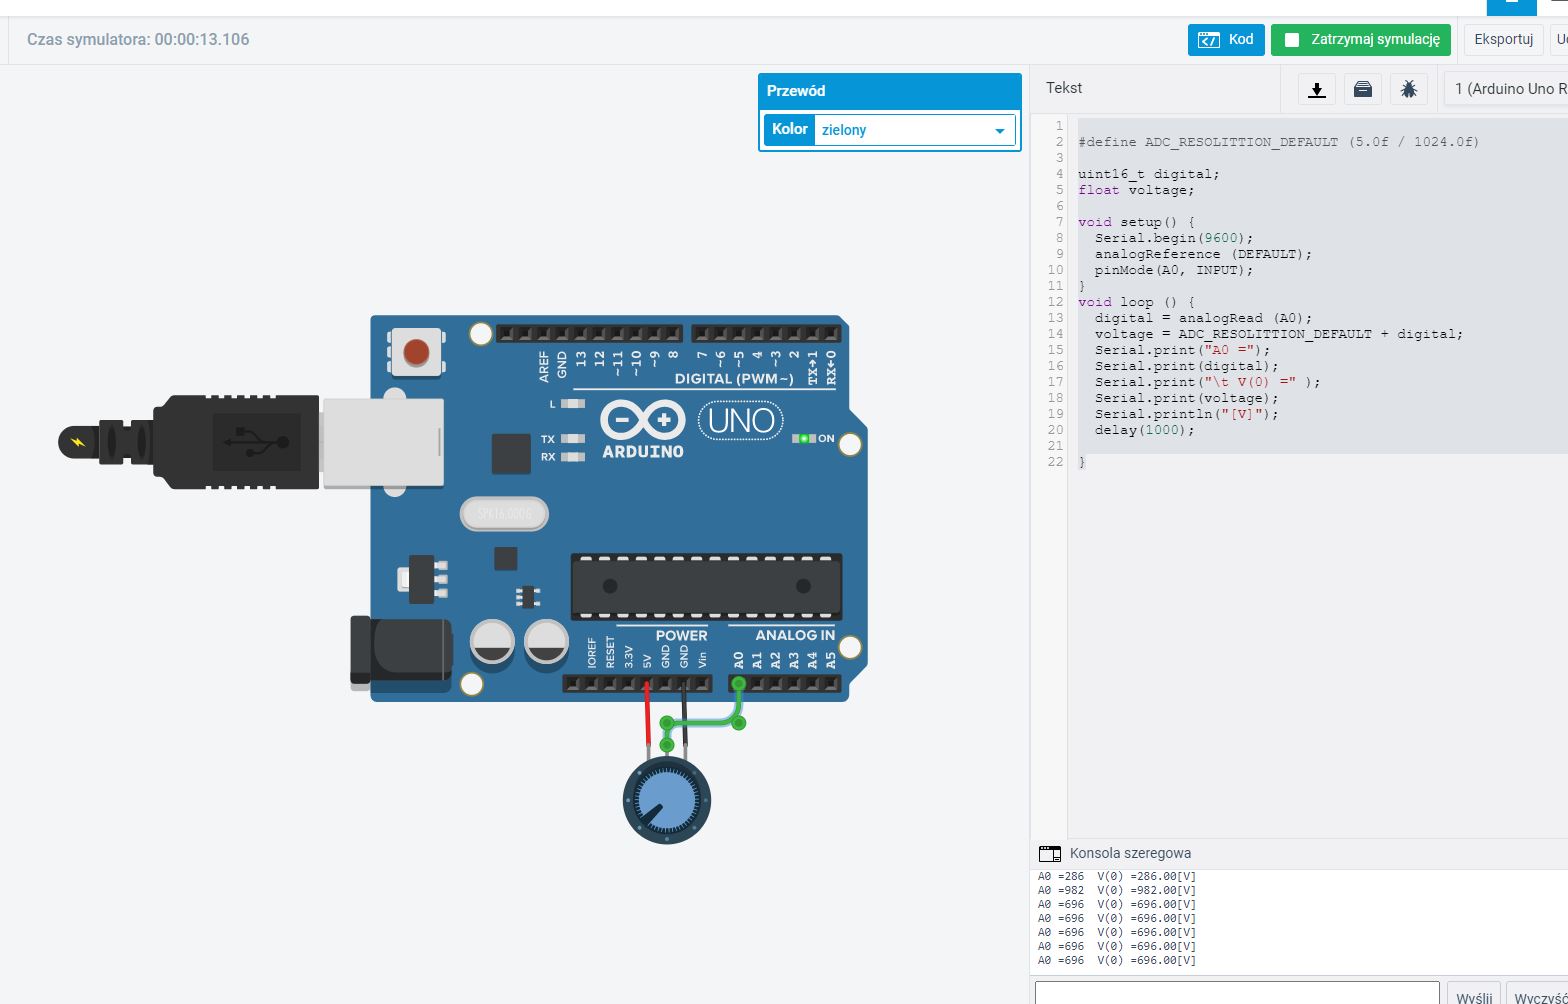 Czas symulatora: 00:00:13.106
Kod
Zatrzymaj symulację
Eksportuj
Przewód
Kolor
zielony
AREF
GND
13
12
~11
~10
~9
8
7
~6
~5
4
~3
2
TX→1
RX←0
DIGITAL (PWM~)
L
TX
RX
UNO
ARDUINO
ON
SPK16.000G
POWER
ANALOG IN
IOREF
RESET
3.3V
5V
GND
GND
Vin
A0
A1
A2
A3
A4
A5
Tekst
1 (Arduino Uno R
1
2 #define ADC_RESOLITTION_DEFAULT (5.0f / 1024.0f)
3
4 uint16_t digital;
5 float voltage;
6
7 void setup() {
8 Serial.begin(9600);
9 analogReference (DEFAULT);
10 pinMode(A0, INPUT);
11 }
12 void loop () {
13 digital = analogRead (A0);
14 voltage = ADC_RESOLITTION_DEFAULT + digital;
15 Serial.print("A0 =");
16 Serial.print(digital);
17 Serial.print("\t V(0) =" );
18 Serial.print(voltage);
19 Serial.println("[V]");
20 delay(1000);
21
22 }
Konsola szeregowa
A0 =286 V(0) =286.00[V]
A0 =982 V(0) =982.00[V]
A0 =696 V(0) =696.00[V]
A0 =696 V(0) =696.00[V]
A0 =696 V(0) =696.00[V]
A0 =696 V(0) =696.00[V]
A0 =696 V(0) =696.00[V]
Wyślij
Wyczyść